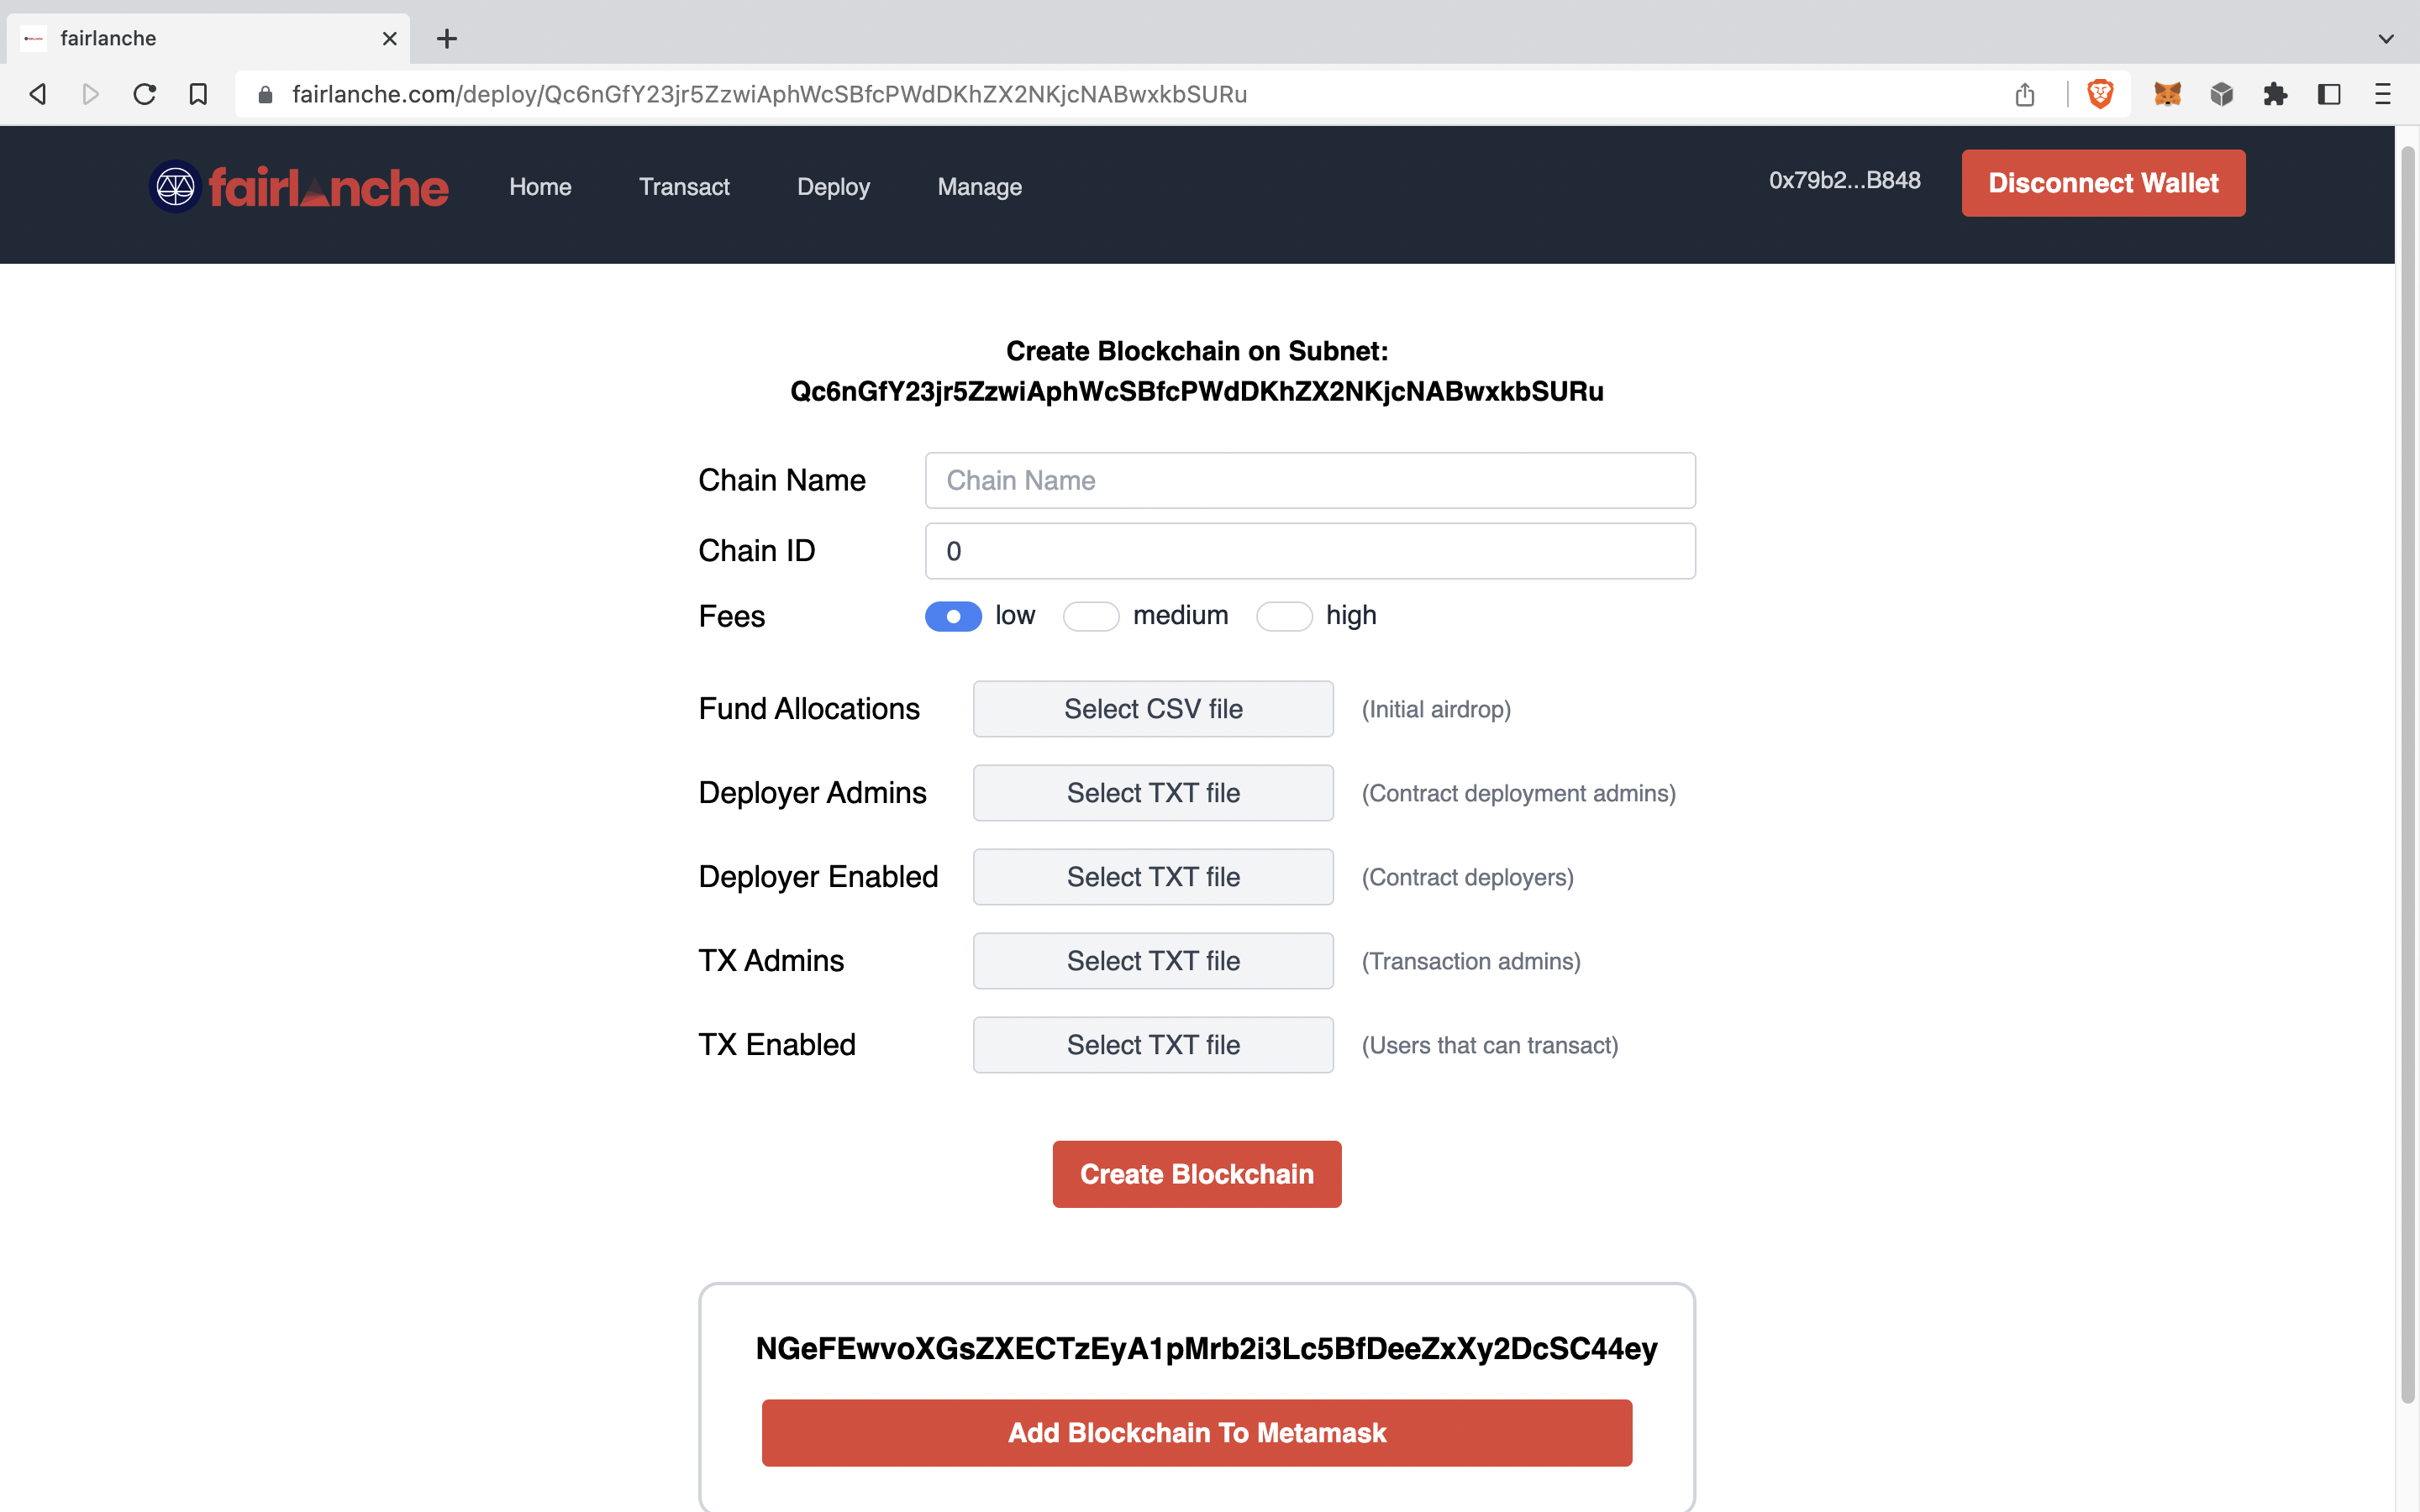 fairlanche
fairlanche.com/deploy/Qc6nGfY23jr5ZzwiAphWcSBfcPWdDKhZX2NKjcNABwxkbSURu
fairlanche
Home Transact Deploy Manage
0x79b2...B848 Disconnect Wallet
Create Blockchain on Subnet:
Qc6nGfY23jr5ZzwiAphWcSBfcPWdDKhZX2NKjcNABwxkbSURu
Chain Name Chain Name
Chain ID 0
Fees low medium high
Fund Allocations Select CSV file (Initial airdrop)
Deployer Admins Select TXT file (Contract deployment admins)
Deployer Enabled Select TXT file (Contract deployers)
TX Admins Select TXT file (Transaction admins)
TX Enabled Select TXT file (Users that can transact)
Create Blockchain
NGeFEwvoXGsZXECTzEyA1pMrb2i3Lc5BfDeeZxXy2DcSC44ey
Add Blockchain To Metamask